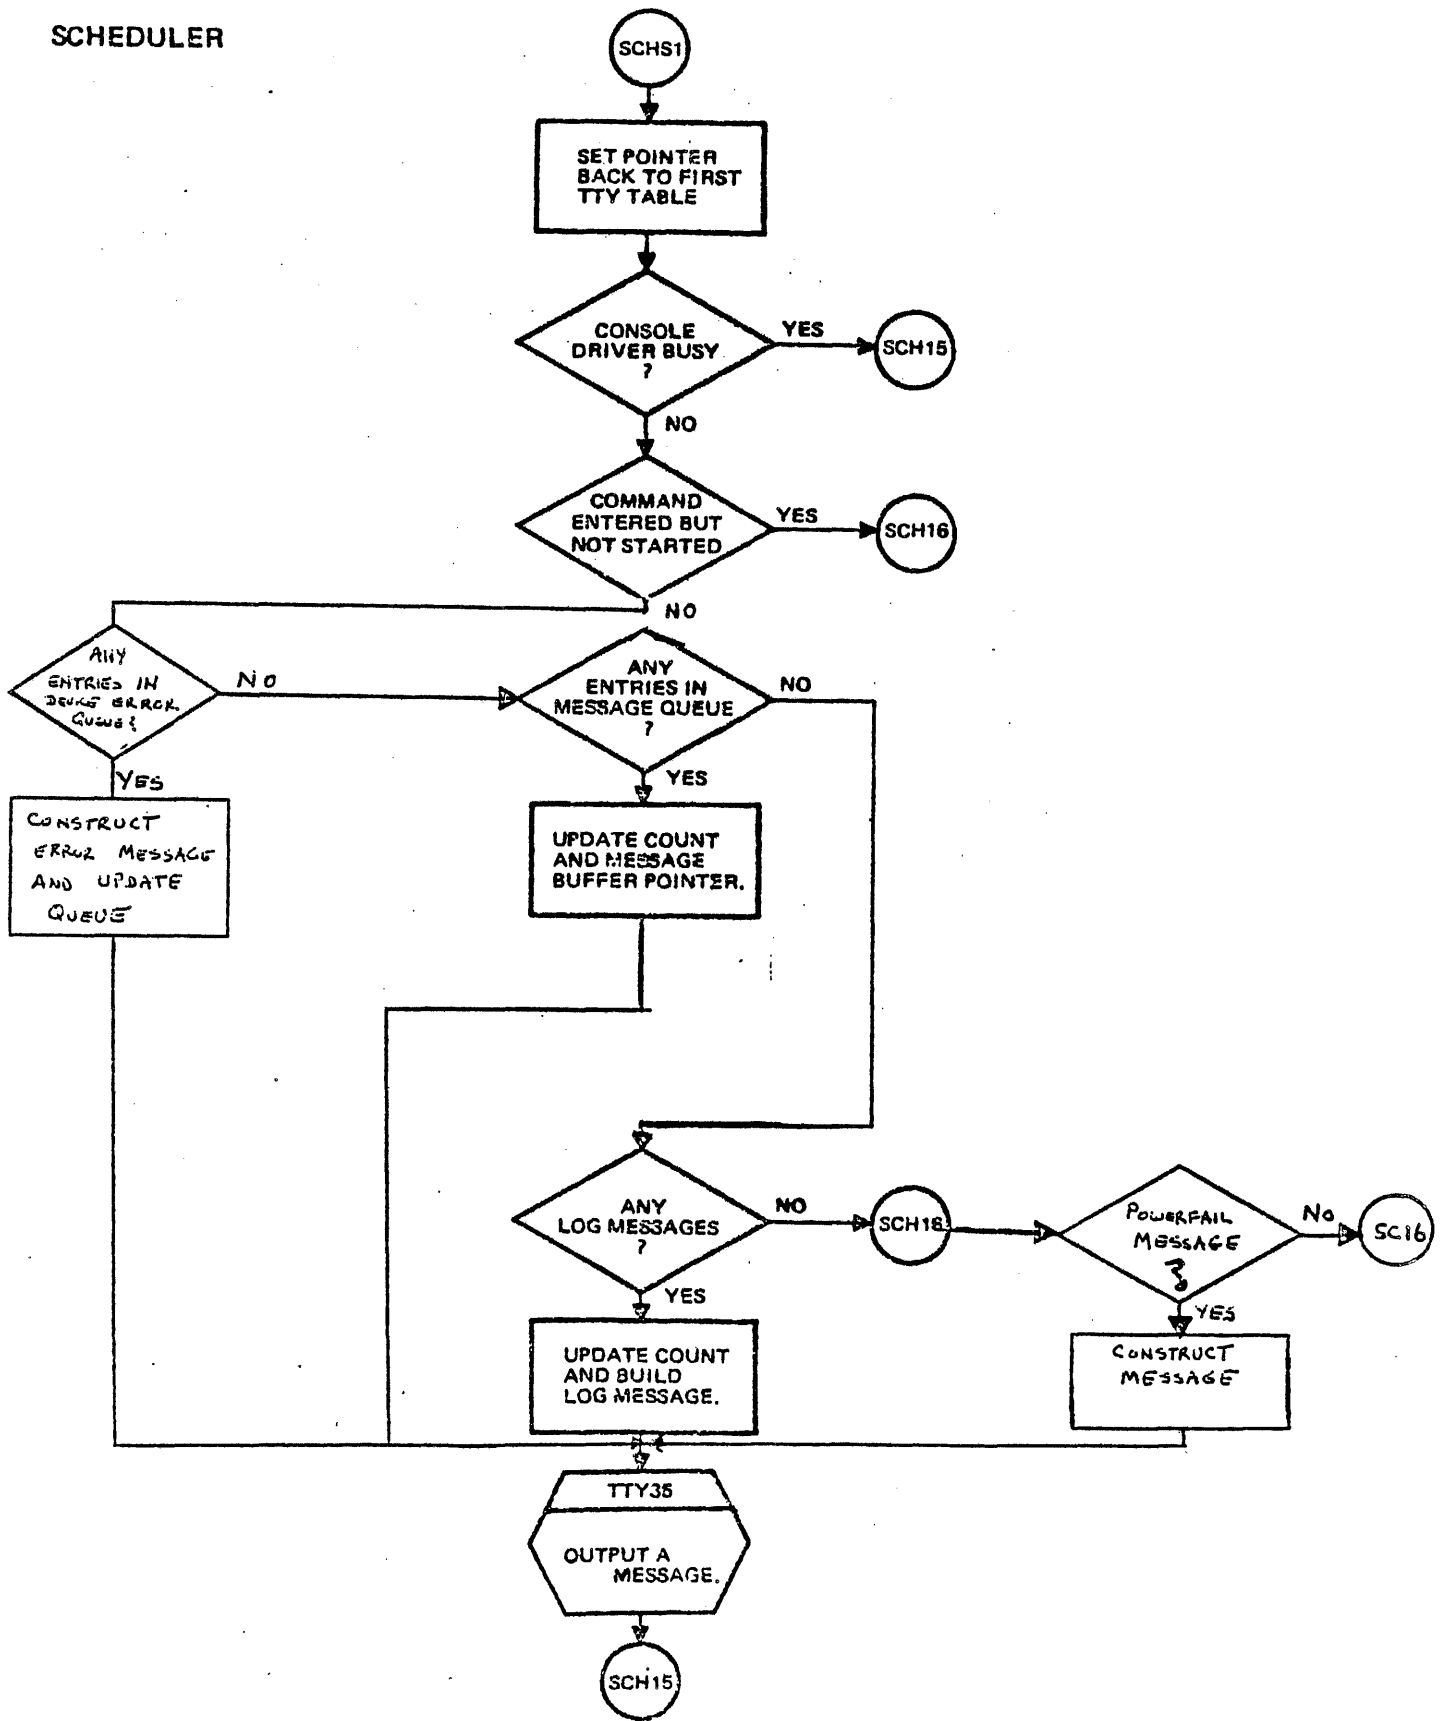 SCHEDULER
SCHS1
SET POINTER
BACK TO FIRST
TTY TABLE
CONSOLE
DRIVER BUSY
?
YES
SCH15
NO
COMMAND
ENTERED BUT
NOT STARTED
YES
SCH16
NO
ANY
ENTRIES IN
DEVICE ERROR
QUEUE?
NO
YES
CONSTRUCT
ERROR MESSAGE
AND UPDATE
QUEUE
ANY
ENTRIES IN
MESSAGE QUEUE
?
NO
YES
UPDATE COUNT
AND MESSAGE
BUFFER POINTER.
ANY
LOG MESSAGES
?
NO
SCH18
POWERFAIL
MESSAGE
?
NO
SC16
YES
CONSTRUCT
MESSAGE
YES
UPDATE COUNT
AND BUILD
LOG MESSAGE.
TTY35
OUTPUT A
MESSAGE.
SCH15